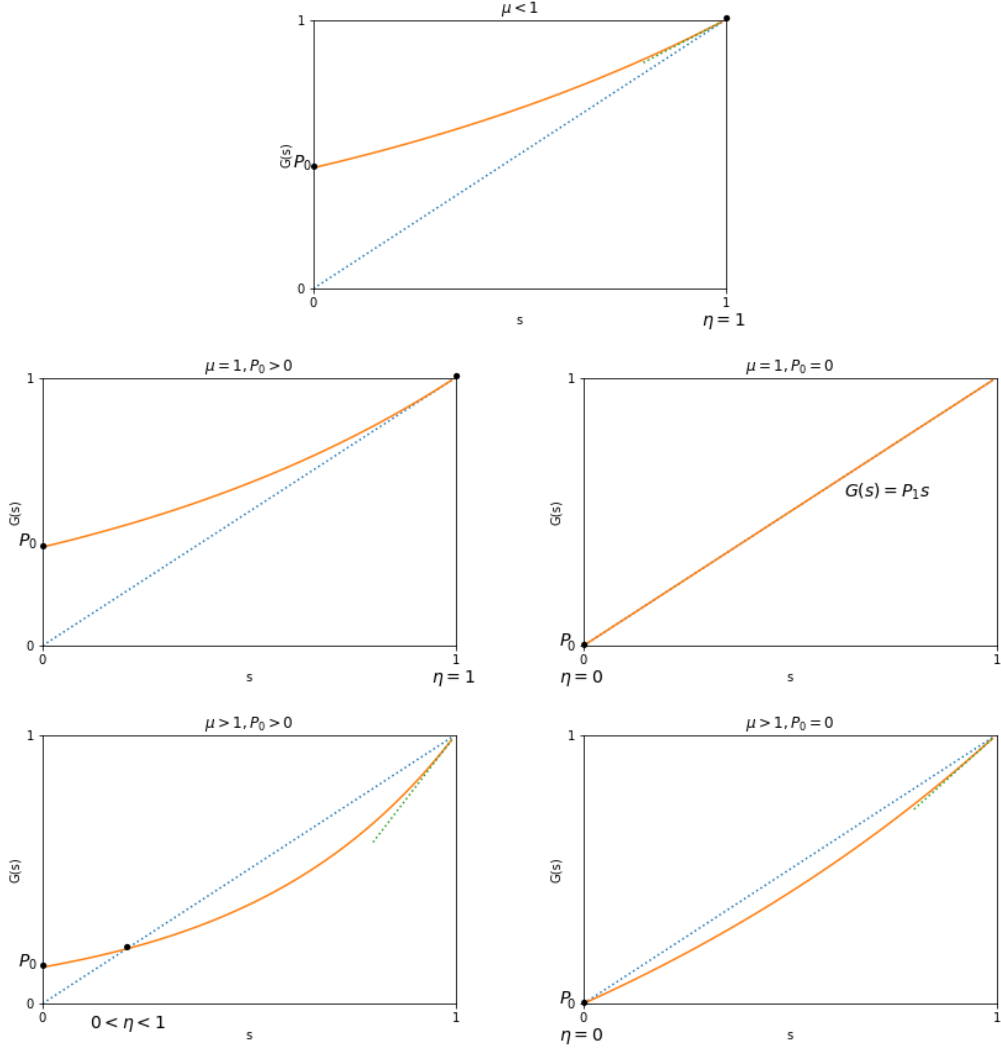 μ < 1
1
G(s)
P₀
0
0
1
s
η = 1
μ = 1, P₀ > 0
1
G(s)
P₀
0
0
1
s
η = 1
μ = 1, P₀ = 0
1
G(s)
G(s) = P₁s
P₀
0
0
1
η = 0
s
μ > 1, P₀ > 0
1
G(s)
P₀
0
0
1
0 < η < 1
s
μ > 1, P₀ = 0
1
G(s)
P₀
0
0
1
η = 0
s